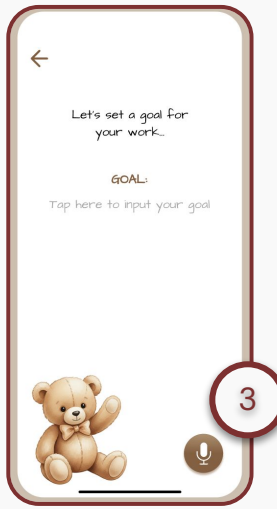 Let's set a goal for
your work...
GOAL:
Tap here to input your goal
3